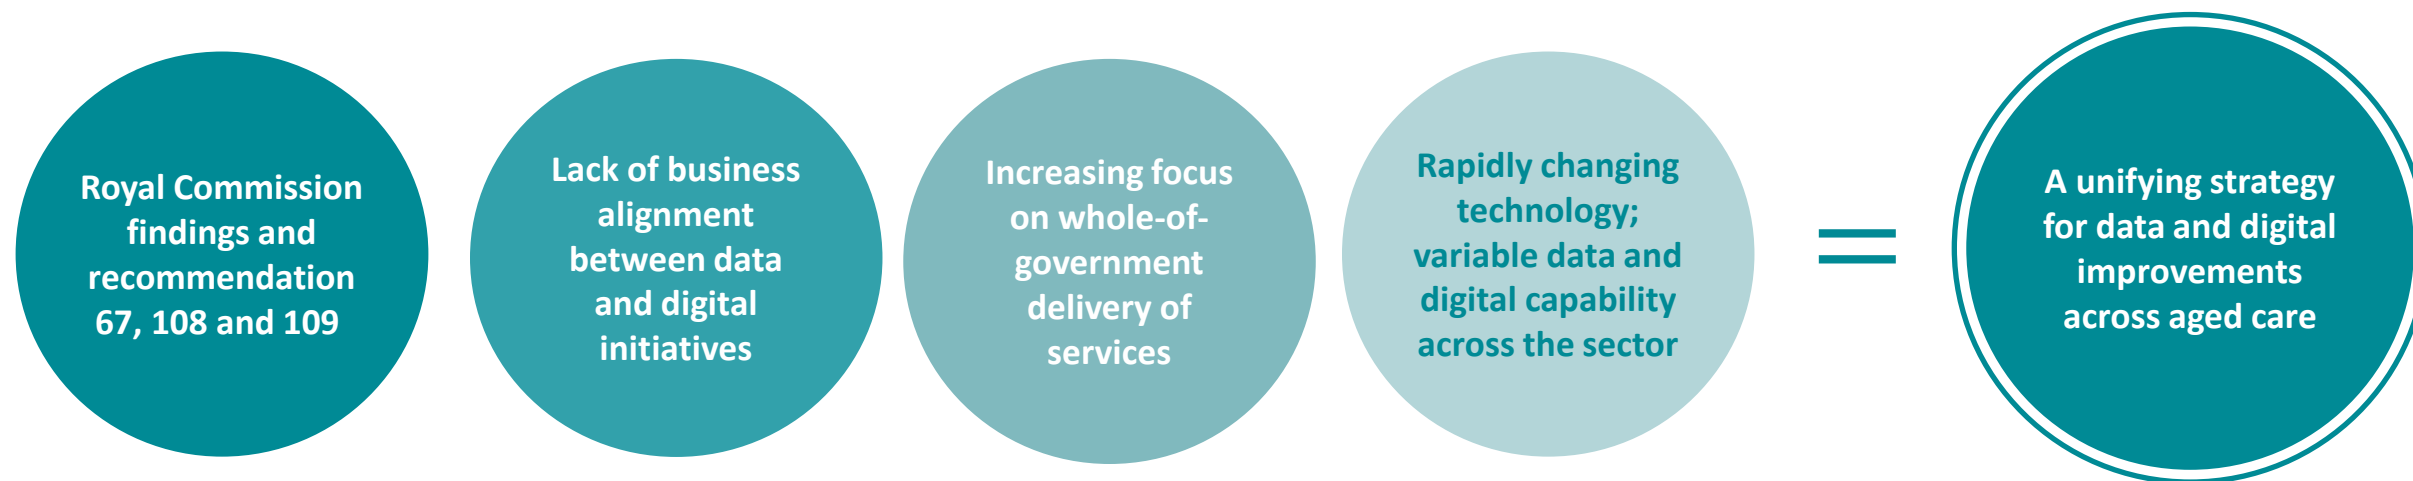 Royal Commission
findings and
recommendation
67, 108 and 109
Lack of business
alignment
between data
and digital
initiatives
Increasing focus
on whole-of-
government
delivery of
services
Rapidly changing
technology;
variable data and
digital capability
across the sector
=
A unifying strategy
for data and digital
improvements
across aged care